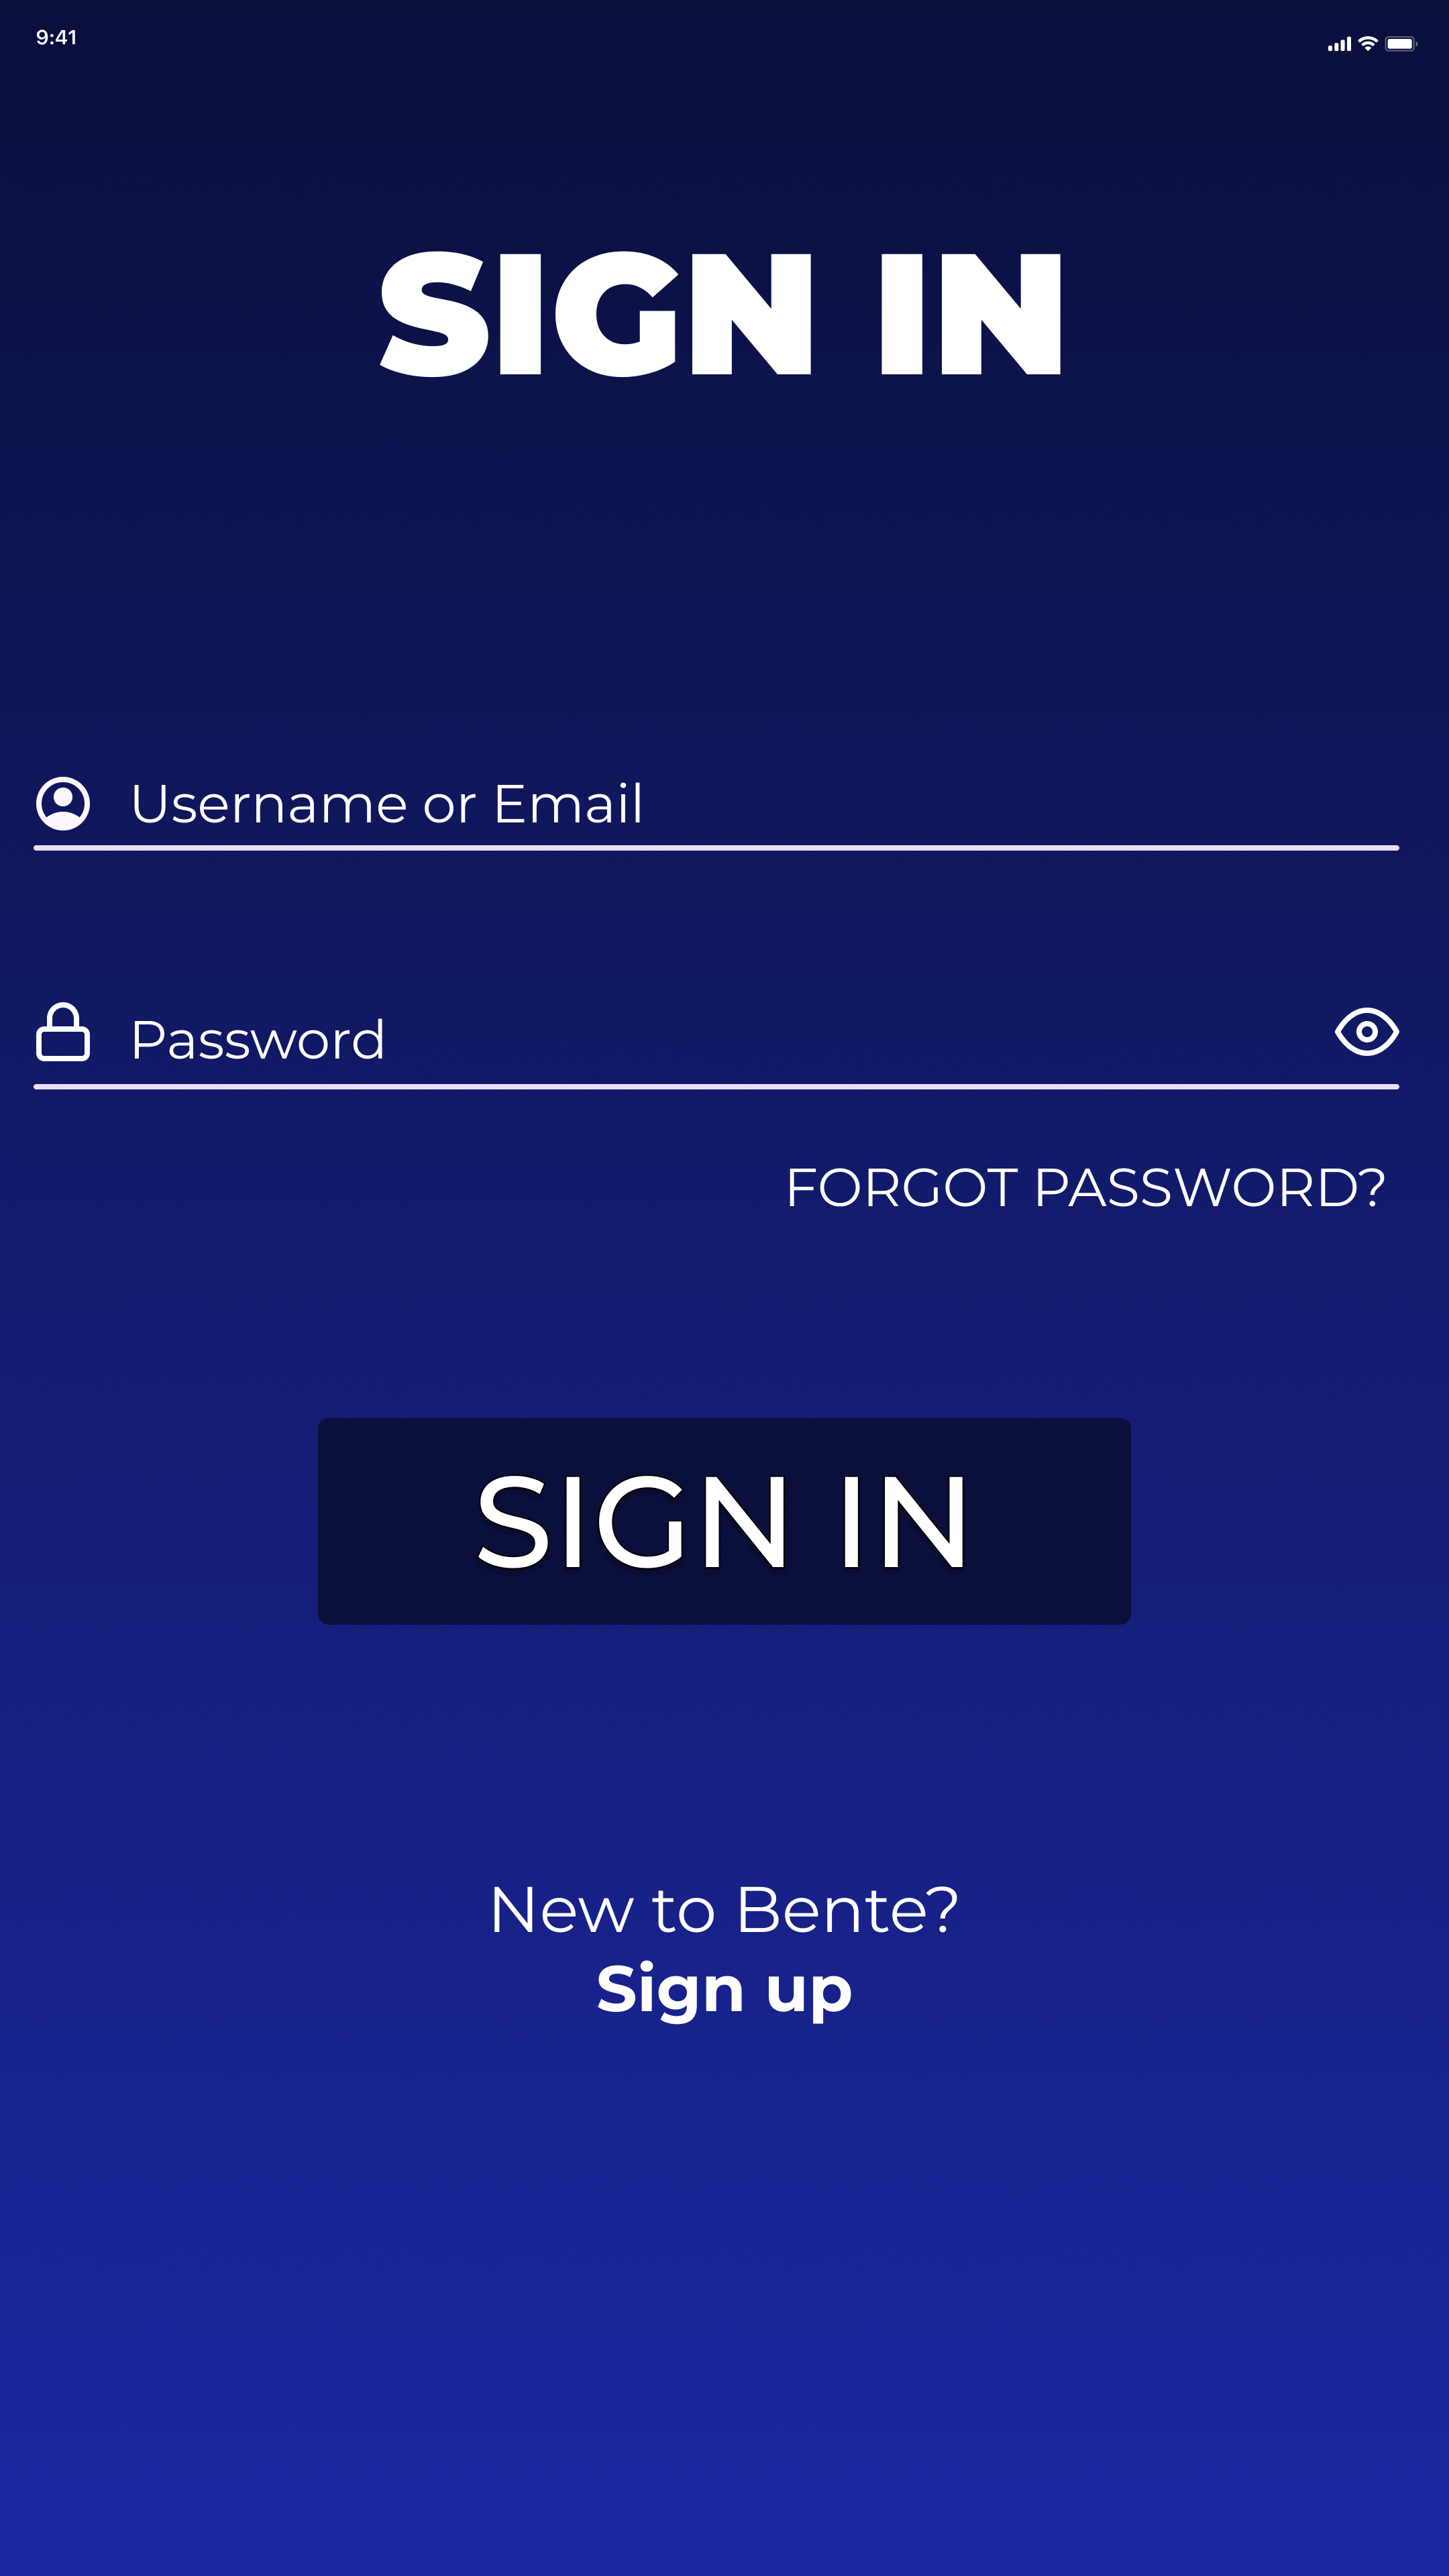 9:41
SIGN IN
Username or Email
Password
FORGOT PASSWORD?
SIGN IN
New to Bente?
Sign up